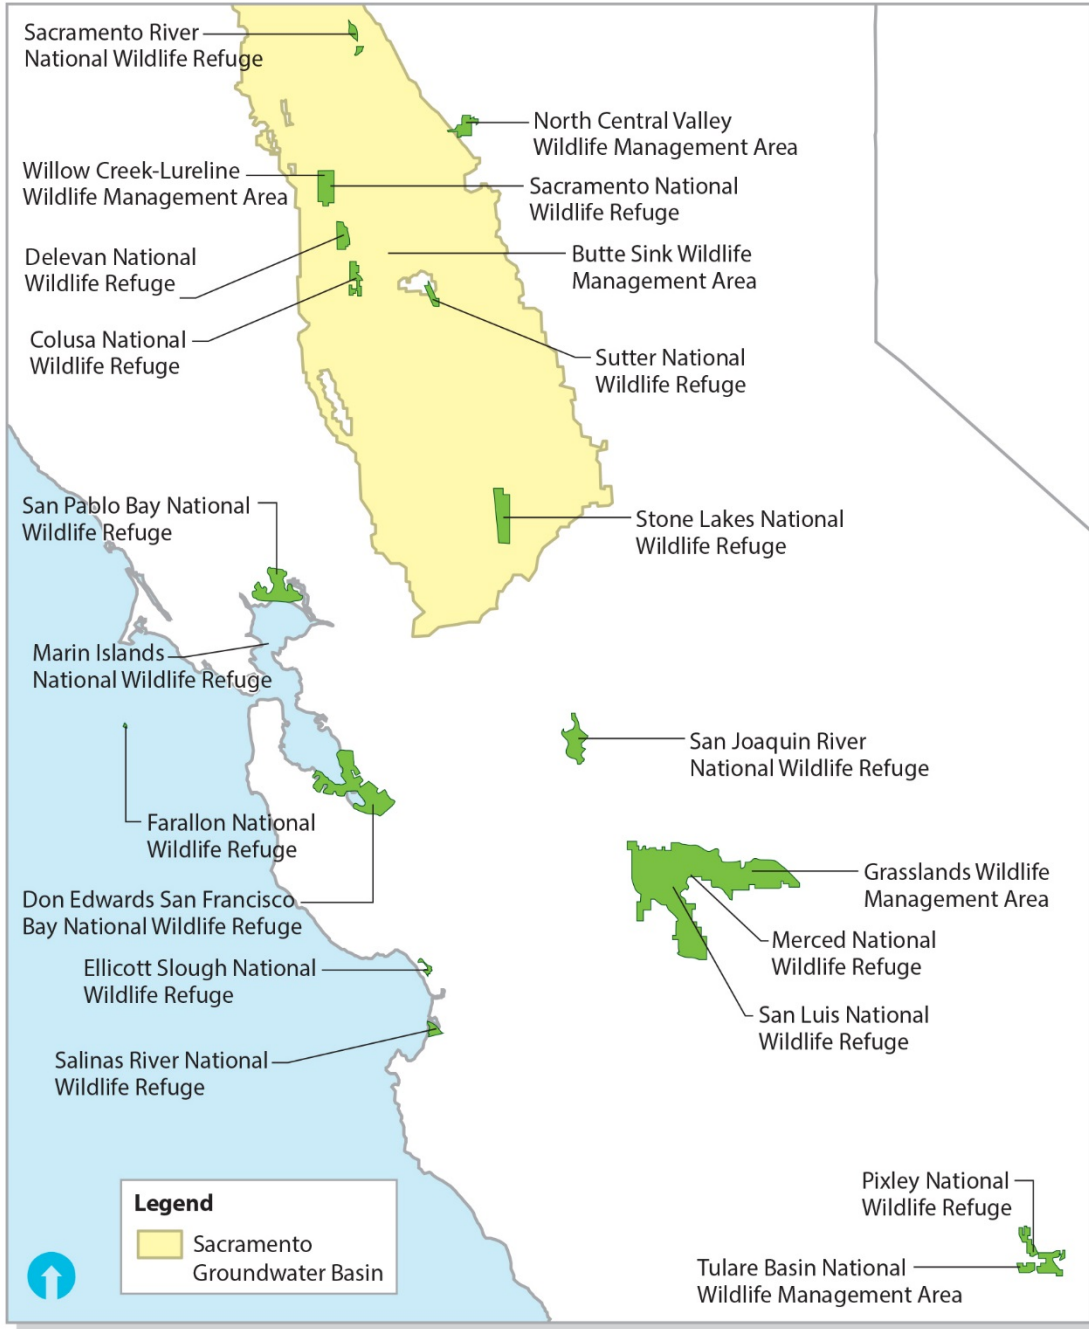 Sacramento River
National Wildlife Refuge
North Central Valley
Wildlife Management Area
Willow Creek-Lureline
Wildlife Management Area
Sacramento National
Wildlife Refuge
Delevan National
Wildlife Refuge
Butte Sink Wildlife
Management Area
Colusa National
Wildlife Refuge
Sutter National
Wildlife Refuge
San Pablo Bay National
Wildlife Refuge
Stone Lakes National
Wildlife Refuge
Marin Islands
National Wildlife Refuge
San Joaquin River
National Wildlife Refuge
Farallon National
Wildlife Refuge
Grasslands Wildlife
Management Area
Don Edwards San Francisco
Bay National Wildlife Refuge
Merced National
Wildlife Refuge
Ellicott Slough National
Wildlife Refuge
San Luis National
Wildlife Refuge
Salinas River National
Wildlife Refuge
Pixley National
Wildlife Refuge
Tulare Basin National
Wildlife Management Area
Legend
Sacramento
Groundwater Basin